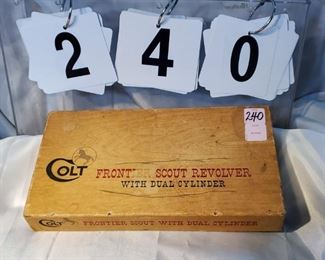 2 4 0
240
COLT FRONTIER SCOUT REVOLVER
WITH DUAL CYLINDER
COLT FRONTIER SCOUT WITH DUAL CYLINDER